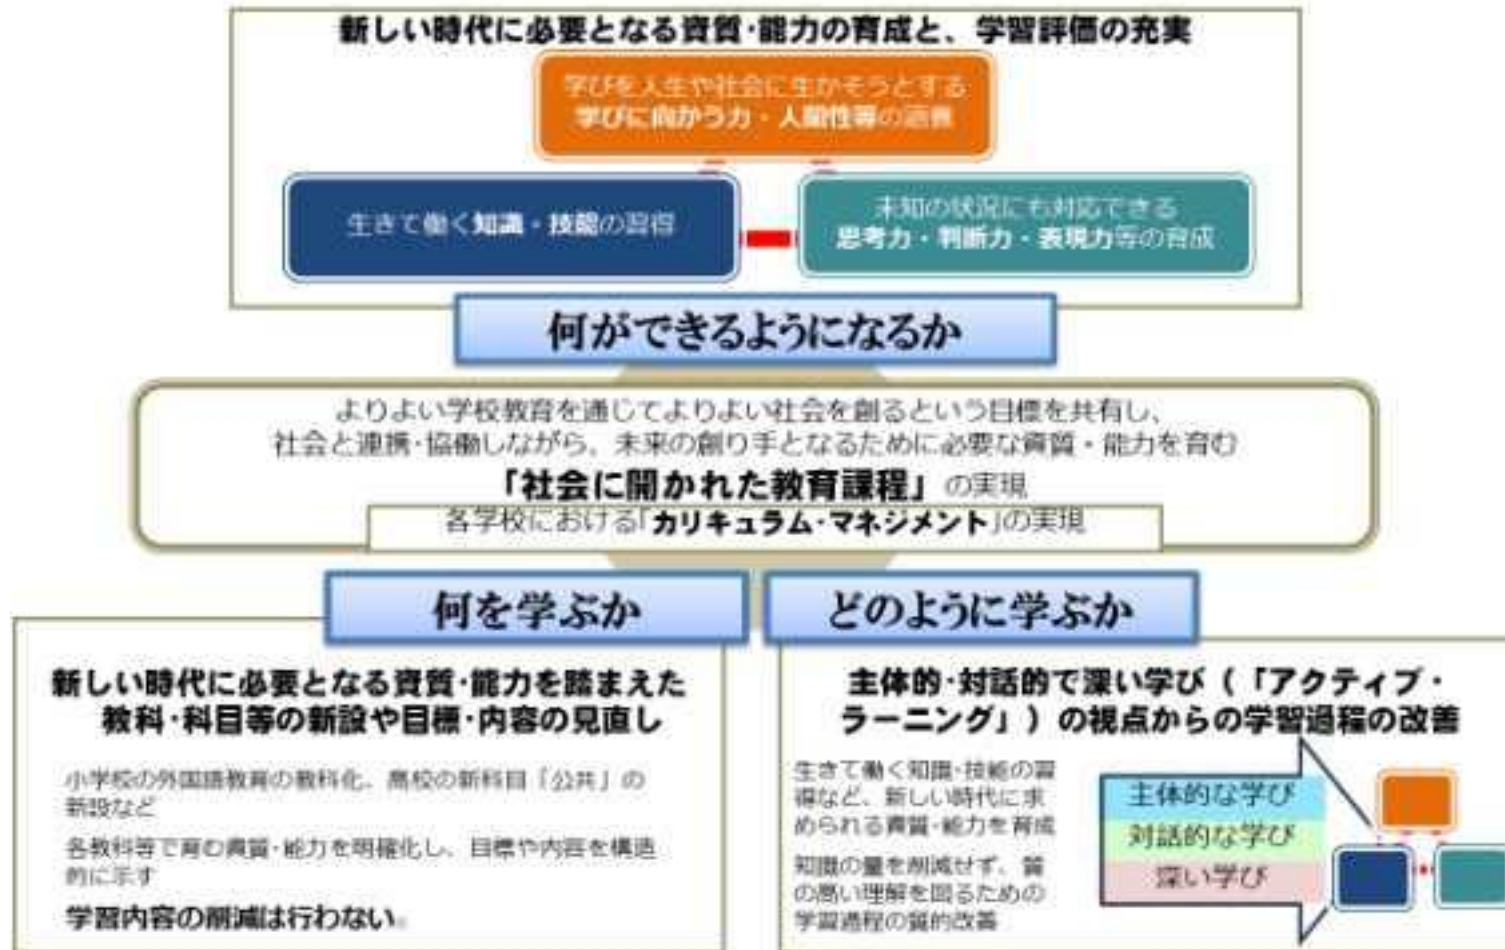 新しい時代に必要となる資質･能力の育成と、学習評価の充実
学びを人生や社会に生かそうとする
学びに向かう力・人間性等の涵養
生きて働く知識・技能の習得
未知の状況にも対応できる
思考力・判断力・表現力等の育成
何ができるようになるか
よりよい学校教育を通じてよりよい社会を創るという目標を共有し、
社会と連携･協働しながら、未来の創り手となるために必要な資質・能力を育む
「社会に開かれた教育課程」の実現
各学校における｢カリキュラム･マネジメント｣の実現
何を学ぶか
新しい時代に必要となる資質･能力を踏まえた
教科･科目等の新設や目標･内容の見直し
小学校の外国語教育の教科化、高校の新科目「公共」の
新設など
各教科等で育む資質･能力を明確化し、目標や内容を構造
的に示す
学習内容の削減は行わない。
どのように学ぶか
主体的･対話的で深い学び（「アクティブ・
ラーニング」）の視点からの学習過程の改善
生きて働く知識･技能の習
得など、新しい時代に求
められる資質･能力を育成
知識の量を削減せず、質
の高い理解を図るための
学習過程の質的改善
主体的な学び
対話的な学び
深い学び